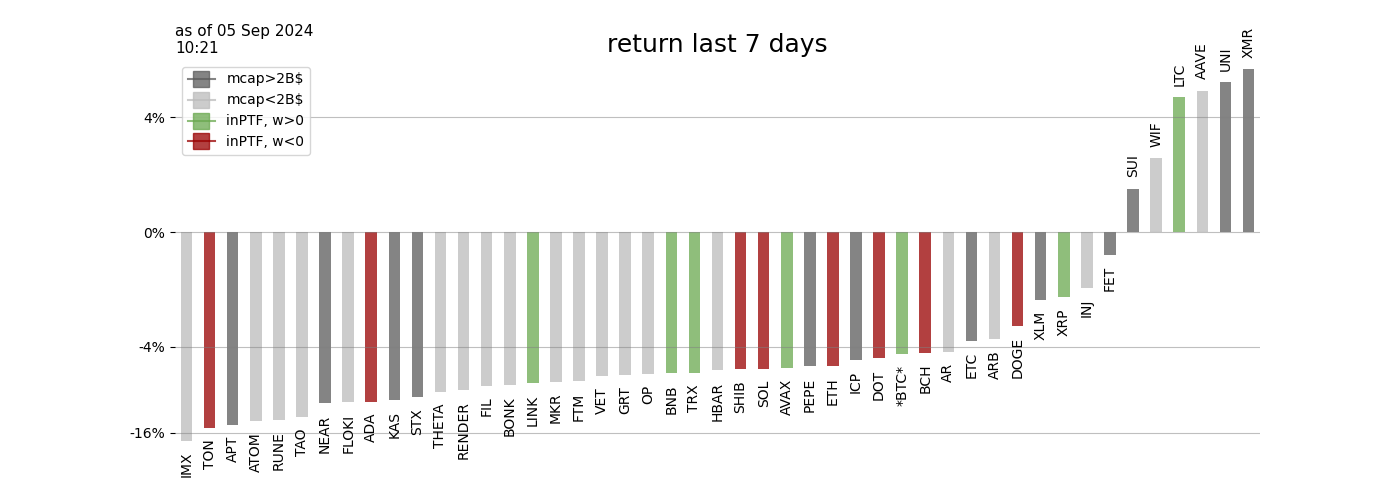 as of 05 Sep 2024
10:21
return last 7 days
mcap>2B$
mcap<2B$
inPTF, w>0
inPTF, w<0
4%
0%
-4%
-16%
IMX
TON
APT
ATOM
RUNE
TAO
NEAR
FLOKI
ADA
KAS
STX
THETA
RENDER
FIL
BONK
LINK
MKR
FTM
VET
GRT
OP
BNB
TRX
HBAR
SHIB
SOL
AVAX
PEPE
ETH
ICP
DOT
*BTC*
BCH
AR
ETC
ARB
DOGE
XLM
XRP
INJ
FET
SUI
WIF
LTC
AAVE
UNI
XMR